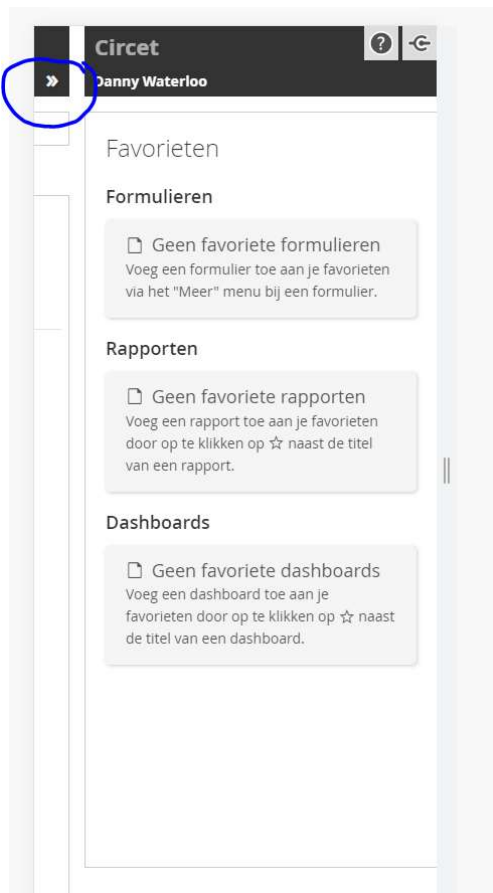 Circet
» Danny Waterloo
Favorieten
Formulieren
Geen favoriete formulieren
Voeg een formulier toe aan je favorieten
via het "Meer" menu bij een formulier.
Rapporten
Geen favoriete rapporten
Voeg een rapport toe aan je favorieten
door op te klikken op ☆ naast de titel
van een rapport.
Dashboards
Geen favoriete dashboards
Voeg een dashboard toe aan je
favorieten door op te klikken op ☆ naast
de titel van een dashboard.